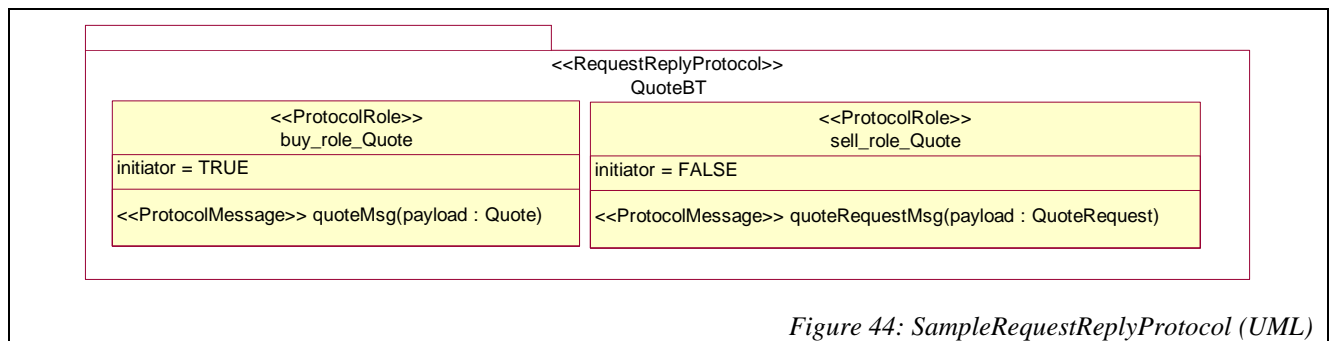 <<RequestReplyProtocol>>
QuoteBT
<<ProtocolRole>>
buy_role_Quote
initiator = TRUE
<<ProtocolMessage>> quoteMsg(payload : Quote)
<<ProtocolRole>>
sell_role_Quote
initiator = FALSE
<<ProtocolMessage>> quoteRequestMsg(payload : QuoteRequest)
Figure 44: SampleRequestReplyProtocol (UML)